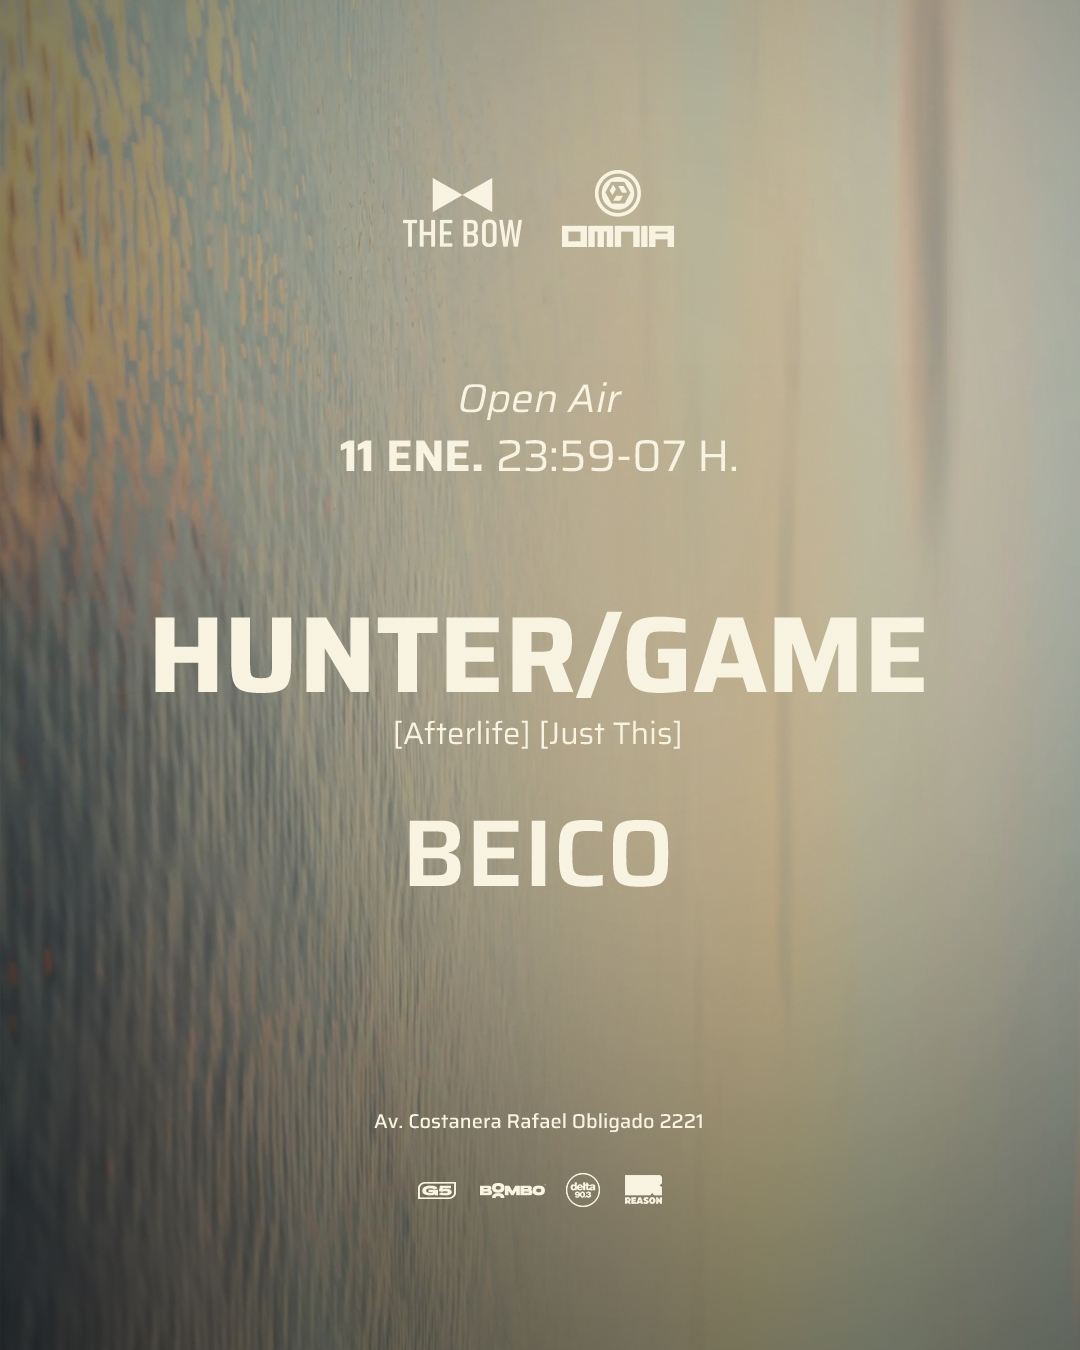 THE BOW OMNIA
Open Air
11 ENE. 23:59-07 H.
HUNTER/GAME
[Afterlife] [Just This]
BEICO
Av. Costanera Rafael Obligado 2221
G5 BOMBO delta 90.3 REASON